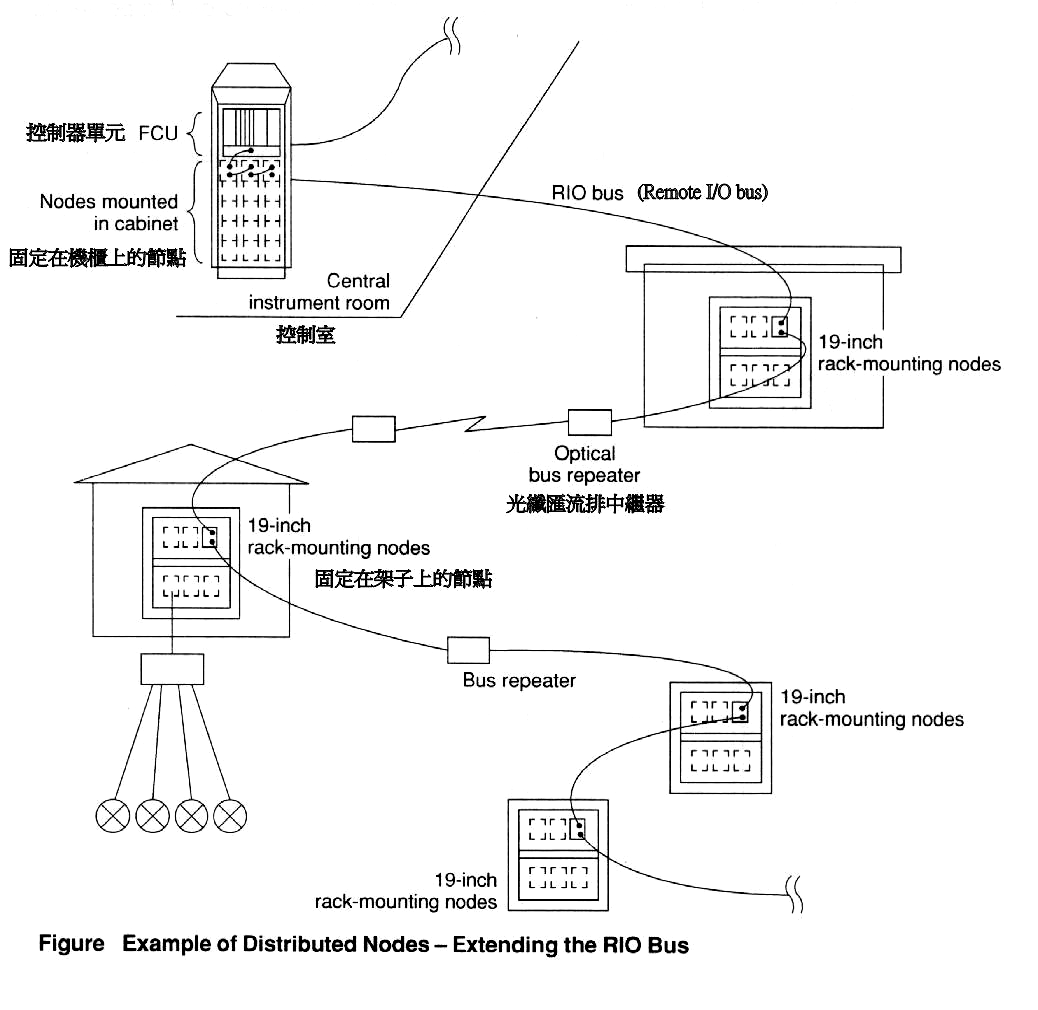 控制器單元 FCU
Nodes mounted
in cabinet
固定在機櫃上的節點
Central
instrument room
控制室
RIO bus (Remote I/O bus)
19-inch
rack-mounting nodes
Optical
bus repeater
光纖匯流排中繼器
19-inch
rack-mounting nodes
固定在架子上的節點
Bus repeater
19-inch
rack-mounting nodes
19-inch
rack-mounting nodes
Figure Example of Distributed Nodes – Extending the RIO Bus